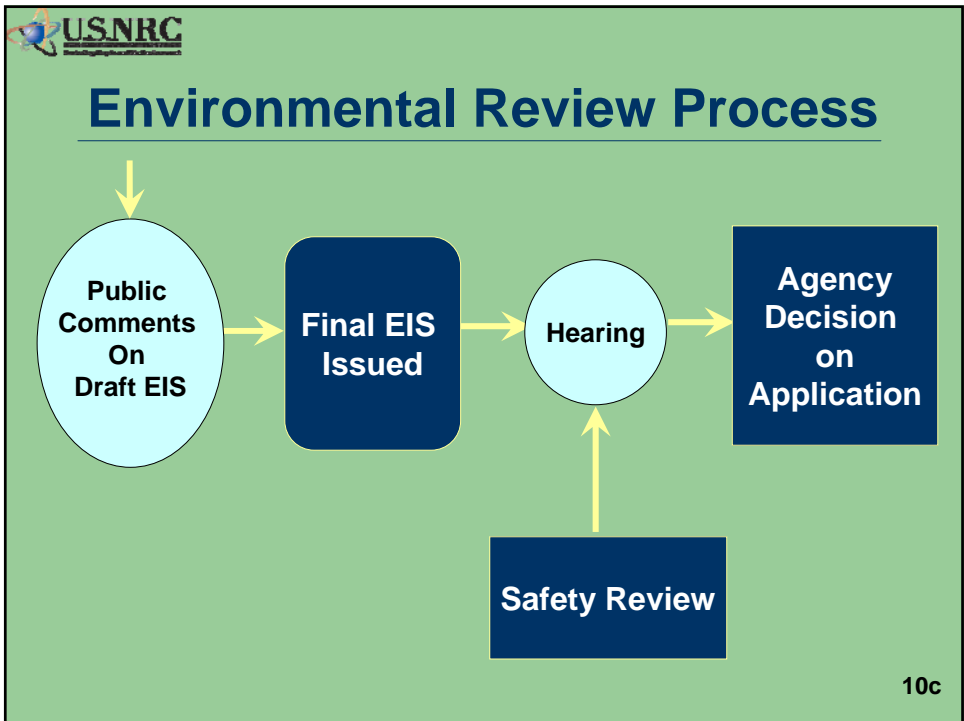 U.S.NRC
Environmental Review Process
Public
Comments
On
Draft EIS
Final EIS
Issued
Hearing
Agency
Decision
on
Application
Safety Review
10c